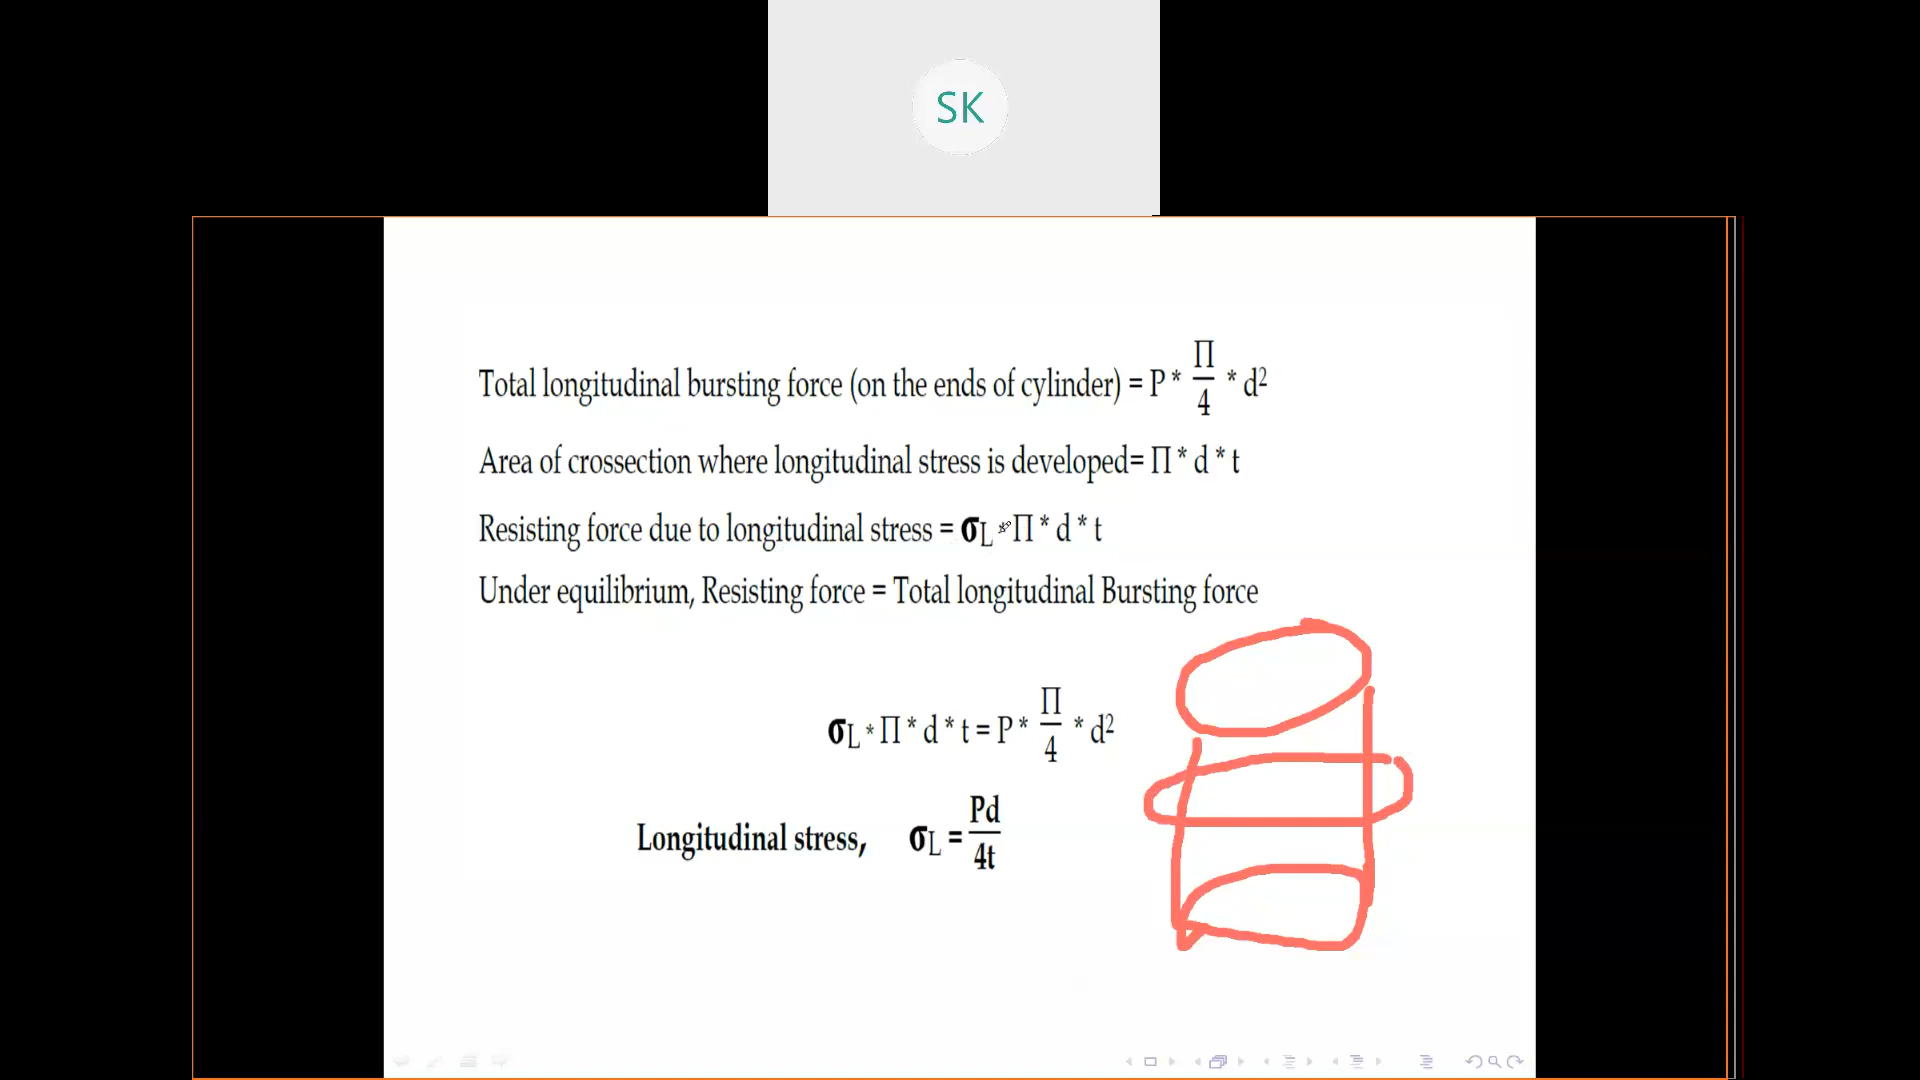 SK
Total longitudinal bursting force (on the ends of cylinder) = P * Π/4 * d²
Area of crossection where longitudinal stress is developed= Π * d * t
Resisting force due to longitudinal stress = σL * Π * d * t
Under equilibrium, Resisting force = Total longitudinal Bursting force
σL * Π * d * t = P * Π/4 * d²
Longitudinal stress, σL = Pd/4t